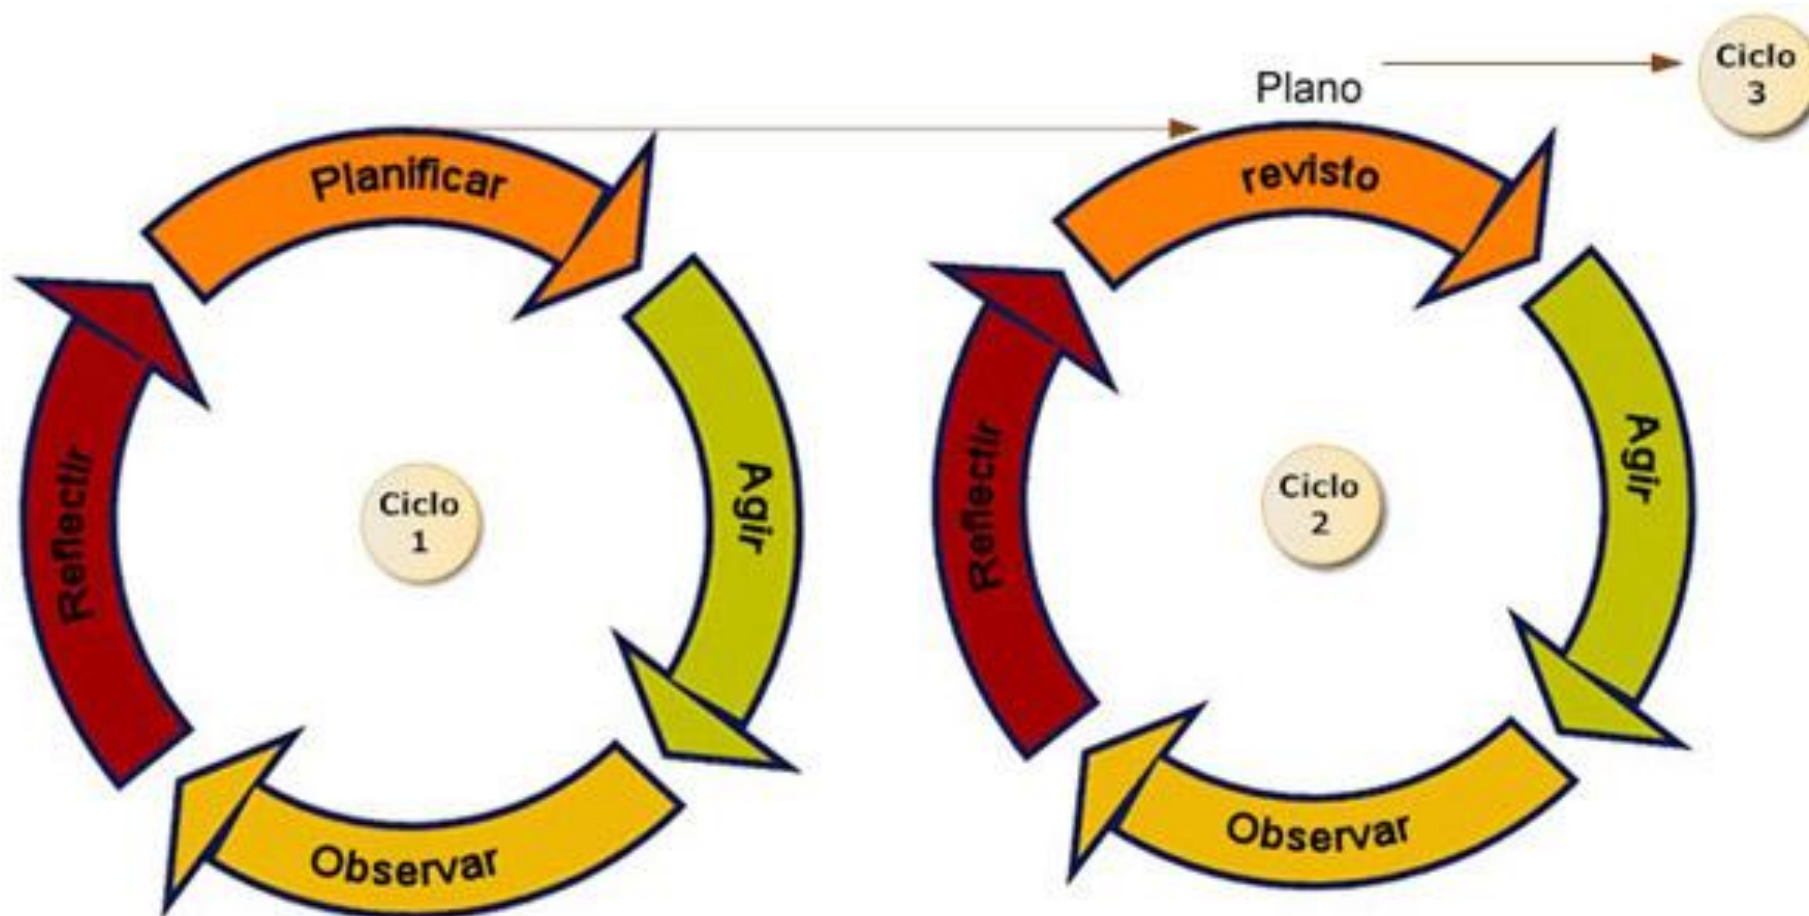 Planificar
Agir
Observar
Reflectir
Ciclo
1
Plano
revisto
Agir
Observar
Reflectir
Ciclo
2
Ciclo
3